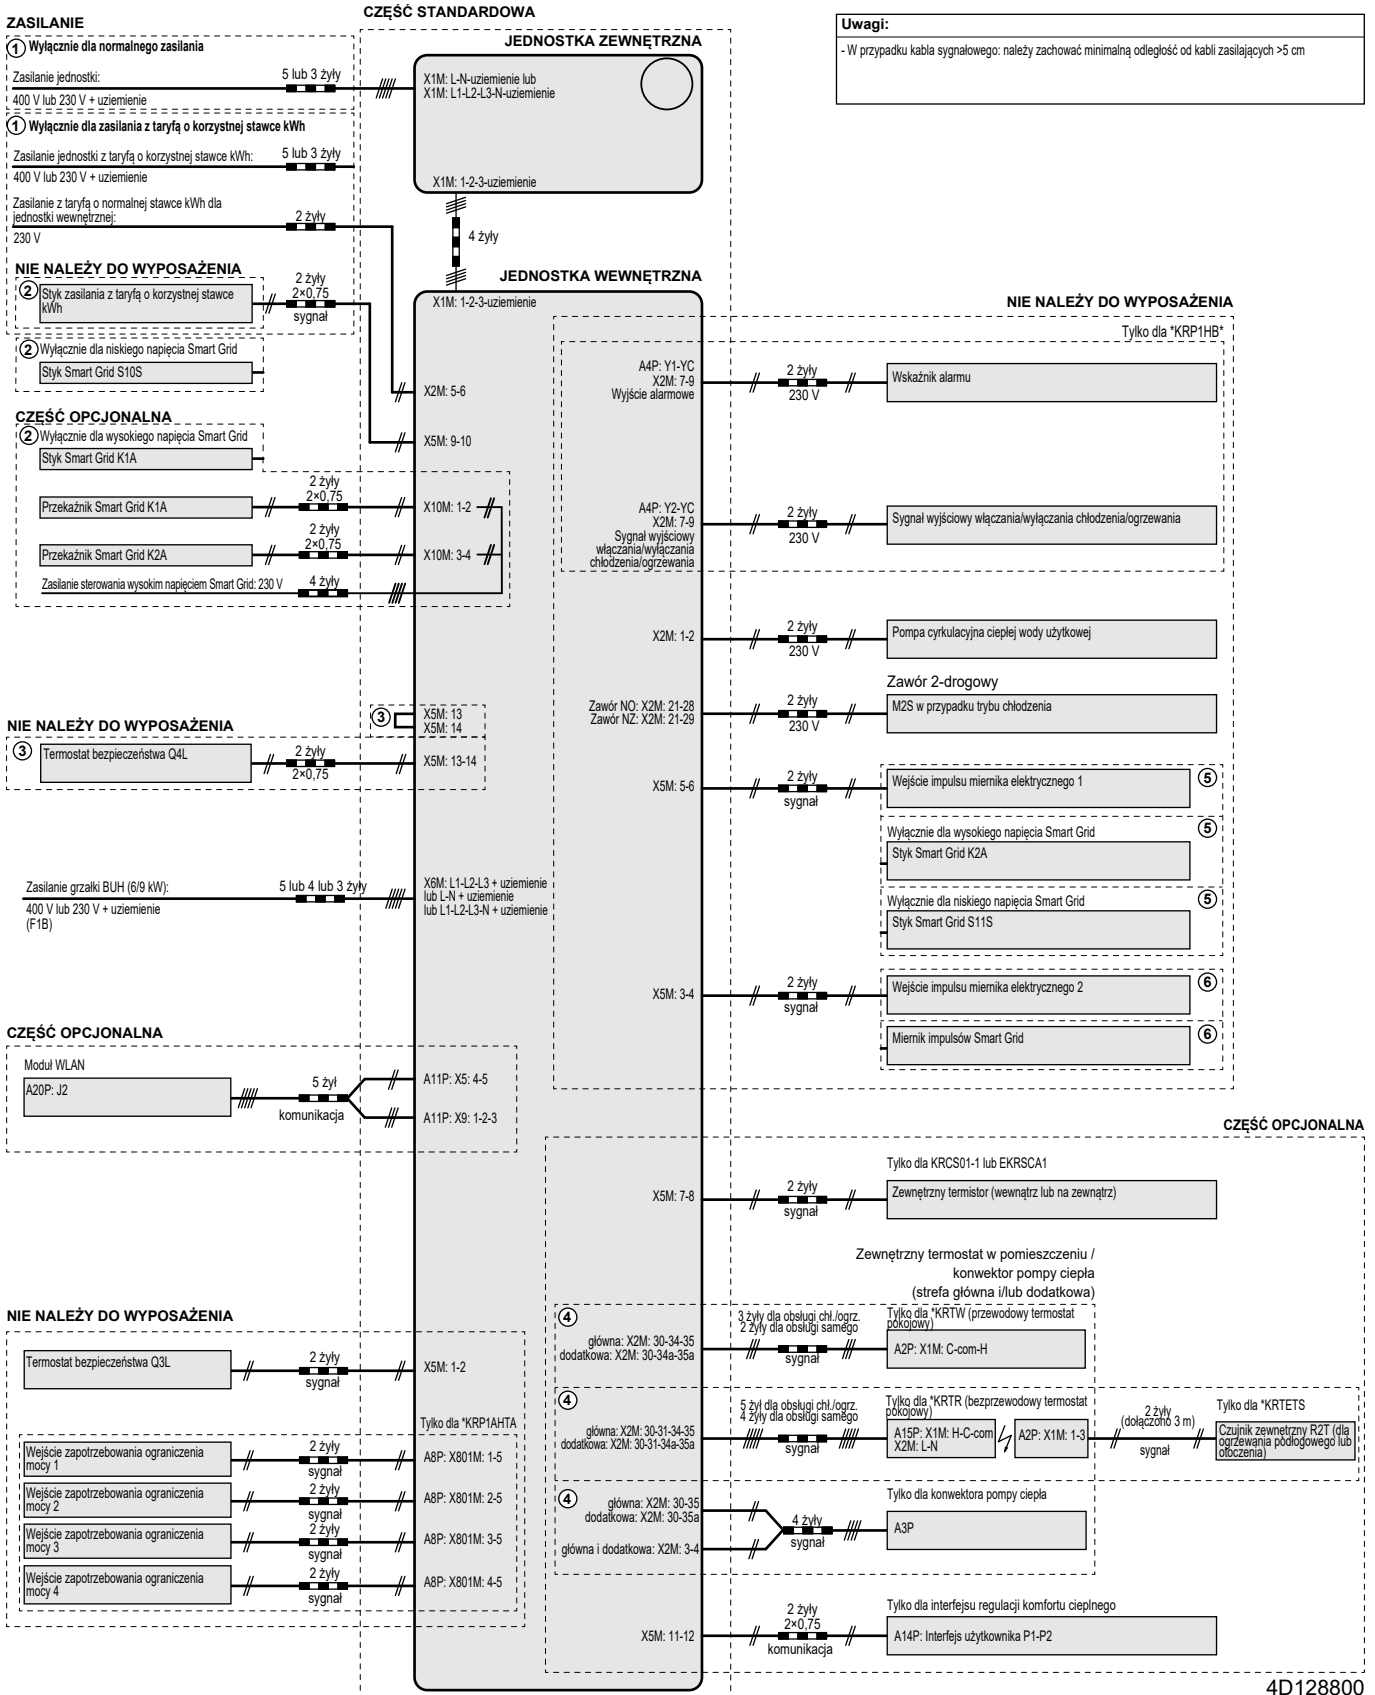 ZASILANIE
① Wyłącznie dla normalnego zasilania
Zasilanie jednostki:
5 lub 3 żyły
400 V lub 230 V + uziemienie
① Wyłącznie dla zasilania z taryfą o korzystnej stawce kWh
Zasilanie jednostki z taryfą o korzystnej stawce kWh:
5 lub 3 żyły
400 V lub 230 V + uziemienie
Zasilanie z taryfą o normalnej stawce kWh dla
jednostki wewnętrznej:
2 żyły
230 V
NIE NALEŻY DO WYPOSAŻENIA
② Styk zasilania z taryfą o korzystnej stawce
kWh
2 żyły
2×0,75
sygnał
② Wyłącznie dla niskiego napięcia Smart Grid
Styk Smart Grid S10S
CZĘŚĆ OPCJONALNA
② Wyłącznie dla wysokiego napięcia Smart Grid
Styk Smart Grid K1A
Przekaźnik Smart Grid K1A
2 żyły
2×0,75
Przekaźnik Smart Grid K2A
2 żyły
2×0,75
Zasilanie sterowania wysokim napięciem Smart Grid: 230 V
4 żyły
NIE NALEŻY DO WYPOSAŻENIA
③ Termostat bezpieczeństwa Q4L
2 żyły
2×0,75
Zasilanie grzałki BUH (6/9 kW):
5 lub 4 lub 3 żyły
400 V lub 230 V + uziemienie
(F1B)
CZĘŚĆ OPCJONALNA
Moduł WLAN
A20P: J2
5 żył
komunikacja
NIE NALEŻY DO WYPOSAŻENIA
Termostat bezpieczeństwa Q3L
2 żyły
sygnał
Wejście zapotrzebowania ograniczenia
mocy 1
2 żyły
sygnał
Wejście zapotrzebowania ograniczenia
mocy 2
2 żyły
sygnał
Wejście zapotrzebowania ograniczenia
mocy 3
2 żyły
sygnał
Wejście zapotrzebowania ograniczenia
mocy 4
2 żyły
sygnał
CZĘŚĆ STANDARDOWA
JEDNOSTKA ZEWNĘTRZNA
X1M: L-N-uziemienie lub
X1M: L1-L2-L3-N-uziemienie
X1M: 1-2-3-uziemienie
4 żyły
JEDNOSTKA WEWNĘTRZNA
X1M: 1-2-3-uziemienie
X2M: 5-6
X5M: 9-10
X10M: 1-2
X10M: 3-4
③
X5M: 13
X5M: 14
X5M: 13-14
X6M: L1-L2-L3 + uziemienie
lub L-N + uziemienie
lub L1-L2-L3-N + uziemienie
A11P: X5: 4-5
A11P: X9: 1-2-3
X5M: 1-2
Tylko dla *KRP1AHTA
A8P: X801M: 1-5
A8P: X801M: 2-5
A8P: X801M: 3-5
A8P: X801M: 4-5
Uwagi:
- W przypadku kabla sygnałowego: należy zachować minimalną odległość od kabli zasilających >5 cm
NIE NALEŻY DO WYPOSAŻENIA
Tylko dla *KRP1HB*
A4P: Y1-YC
X2M: 7-9
Wyjście alarmowe
2 żyły
230 V
Wskaźnik alarmu
A4P: Y2-YC
X2M: 7-9
Sygnał wyjściowy
włączania/wyłączania
chłodzenia/ogrzewania
2 żyły
230 V
Sygnał wyjściowy włączania/wyłączania chłodzenia/ogrzewania
X2M: 1-2
2 żyły
230 V
Pompa cyrkulacyjna ciepłej wody użytkowej
Zawór 2-drogowy
Zawór NO: X2M: 21-28
Zawór NZ: X2M: 21-29
2 żyły
230 V
M2S w przypadku trybu chłodzenia
X5M: 5-6
2 żyły
sygnał
Wejście impulsu miernika elektrycznego 1
⑤
Wyłącznie dla wysokiego napięcia Smart Grid
⑤
Styk Smart Grid K2A
Wyłącznie dla niskiego napięcia Smart Grid
⑤
Styk Smart Grid S11S
X5M: 3-4
2 żyły
sygnał
Wejście impulsu miernika elektrycznego 2
⑥
Miernik impulsów Smart Grid
⑥
CZĘŚĆ OPCJONALNA
Tylko dla KRCS01-1 lub EKRSCA1
X5M: 7-8
2 żyły
sygnał
Zewnętrzny termistor (wewnątrz lub na zewnątrz)
Zewnętrzny termostat w pomieszczeniu /
konwektor pompy ciepła
(strefa główna i/lub dodatkowa)
④
główna: X2M: 30-34-35
dodatkowa: X2M: 30-34a-35a
3 żyły dla obsługi chł./ogrz.
2 żyły dla obsługi samego
sygnał
Tylko dla *KRTW (przewodowy termostat
pokojowy)
A2P: X1M: C-com-H
④
główna: X2M: 30-31-34-35
dodatkowa: X2M: 30-31-34a-35a
5 żył dla obsługi chł./ogrz.
4 żyły dla obsługi samego
sygnał
Tylko dla *KRTR (bezprzewodowy termostat
pokojowy)
A15P: X1M: H-C-com
X2M: L-N
A2P: X1M: 1-3
2 żyły
(dołączono 3 m)
sygnał
Tylko dla *KRTETS
Czujnik zewnętrzny R2T (dla
ogrzewania podłogowego lub
otoczenia)
④
główna: X2M: 30-35
dodatkowa: X2M: 30-35a
główna i dodatkowa: X2M: 3-4
4 żyły
sygnał
Tylko dla konwektora pompy ciepła
A3P
X5M: 11-12
2 żyły
2×0,75
komunikacja
Tylko dla interfejsu regulacji komfortu cieplnego
A14P: Interfejs użytkownika P1-P2
4D128800